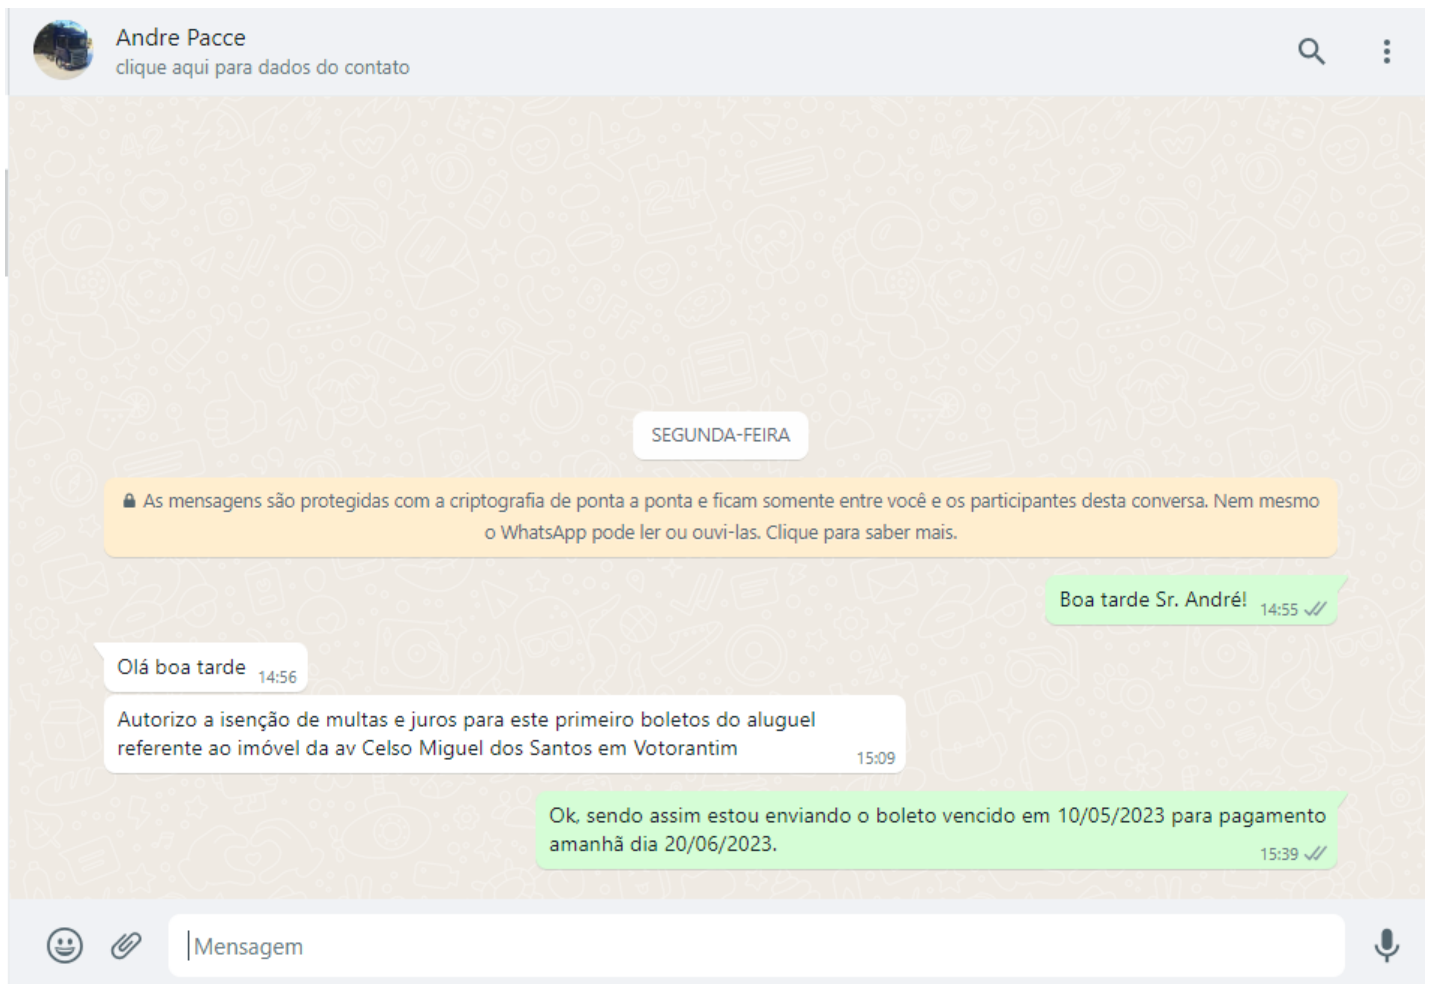 Andre Pacce
clique aqui para dados do contato
SEGUNDA-FEIRA
As mensagens são protegidas com a criptografia de ponta a ponta e ficam somente entre você e os participantes desta conversa. Nem mesmo
o WhatsApp pode ler ou ouvi-las. Clique para saber mais.
Boa tarde Sr. André! 14:55
Olá boa tarde 14:56
Autorizo a isenção de multas e juros para este primeiro boletos do aluguel
referente ao imóvel da av Celso Miguel dos Santos em Votorantim
15:09
Ok, sendo assim estou enviando o boleto vencido em 10/05/2023 para pagamento
amanhã dia 20/06/2023.
15:39
Mensagem